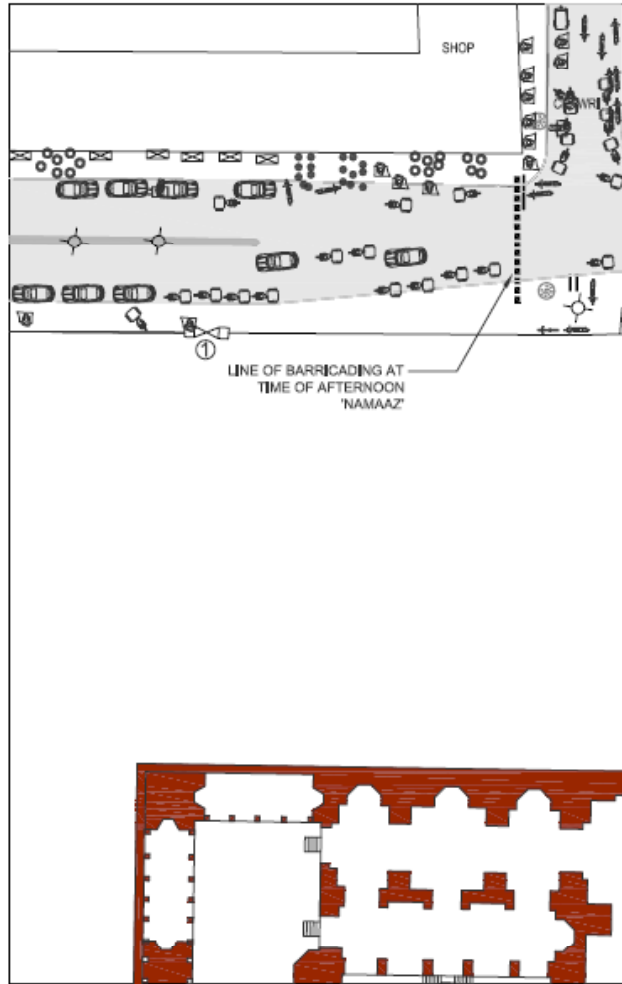 SHOP
1
LINE OF BARRICADING AT
TIME OF AFTERNOON
'NAMAAZ'